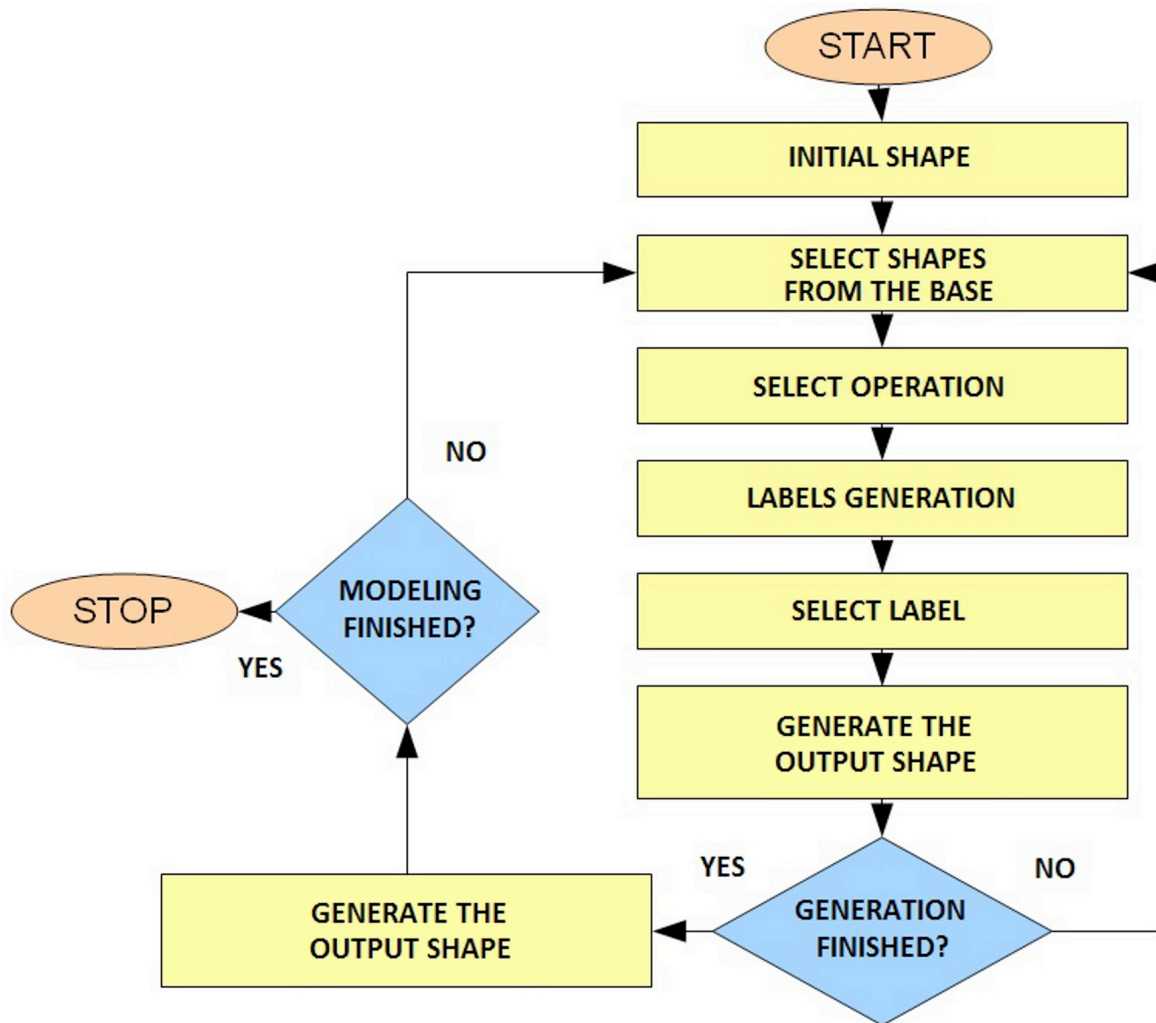 START
INITIAL SHAPE
SELECT SHAPES
FROM THE BASE
SELECT OPERATION
LABELS GENERATION
SELECT LABEL
GENERATE THE
OUTPUT SHAPE
GENERATION
FINISHED?
YES
NO
GENERATE THE
OUTPUT SHAPE
MODELING
FINISHED?
NO
YES
STOP